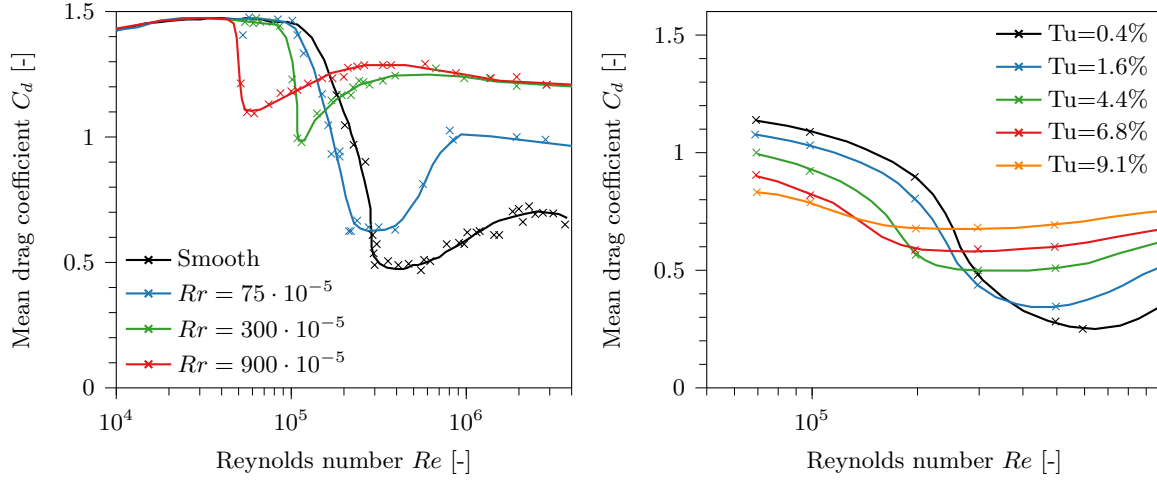 Mean drag coefficient C_d [-]
1.5
1
0.5
0
10^4
10^5
10^6
Reynolds number Re [-]
Smooth
Rr = 75 · 10^-5
Rr = 300 · 10^-5
Rr = 900 · 10^-5
Mean drag coefficient C_d [-]
1.5
1
0.5
0
10^5
Reynolds number Re [-]
Tu=0.4%
Tu=1.6%
Tu=4.4%
Tu=6.8%
Tu=9.1%